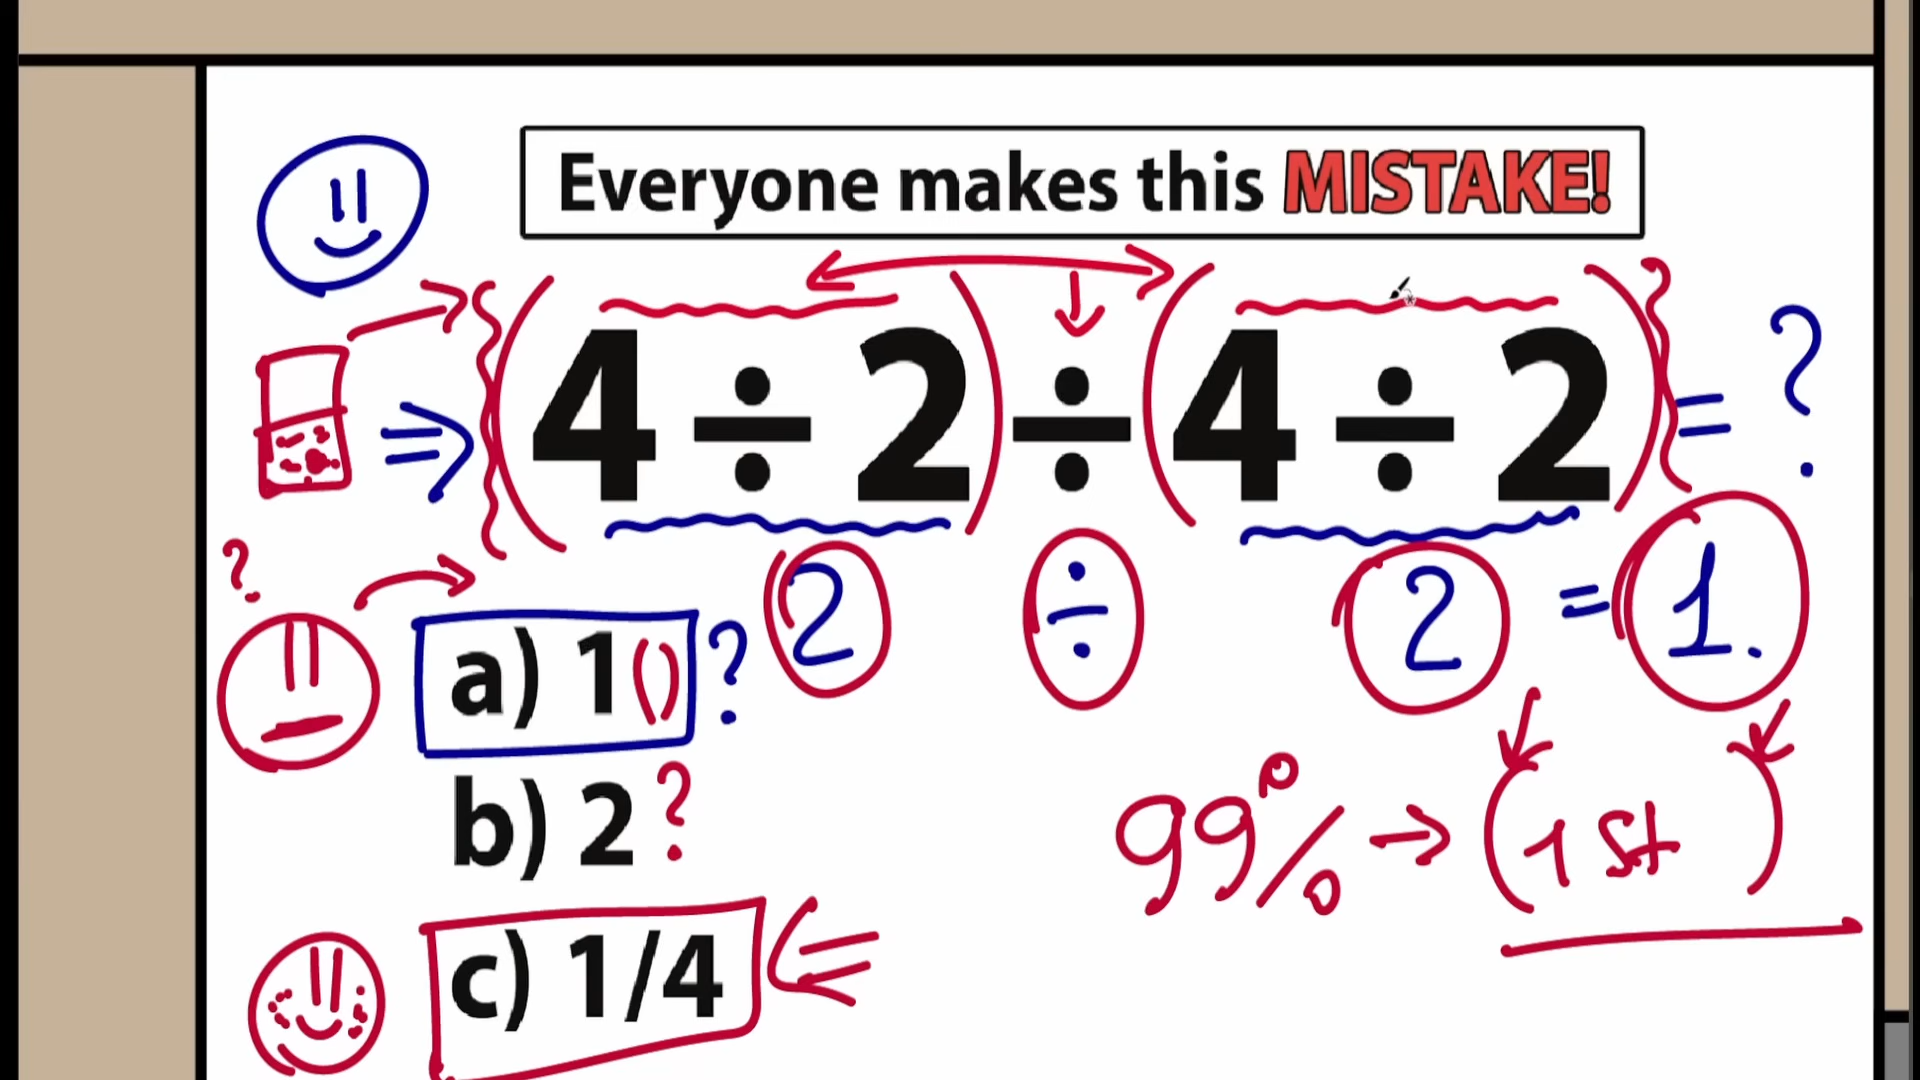 Everyone makes this MISTAKE!
(4÷2)÷(4÷2) = ?
2 ÷ 2 = 1.
?
a) 1() ?
b) 2 ?
99% → (1st )
c) 1/4